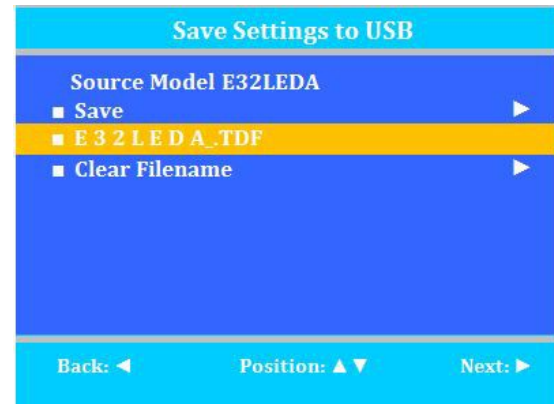 Save Settings to USB
Source Model E32LEDA
■ Save ▶
■ E 3 2 L E D A_.TDF
■ Clear Filename ▶
Back: ◀ Position: ▲▼ Next: ▶